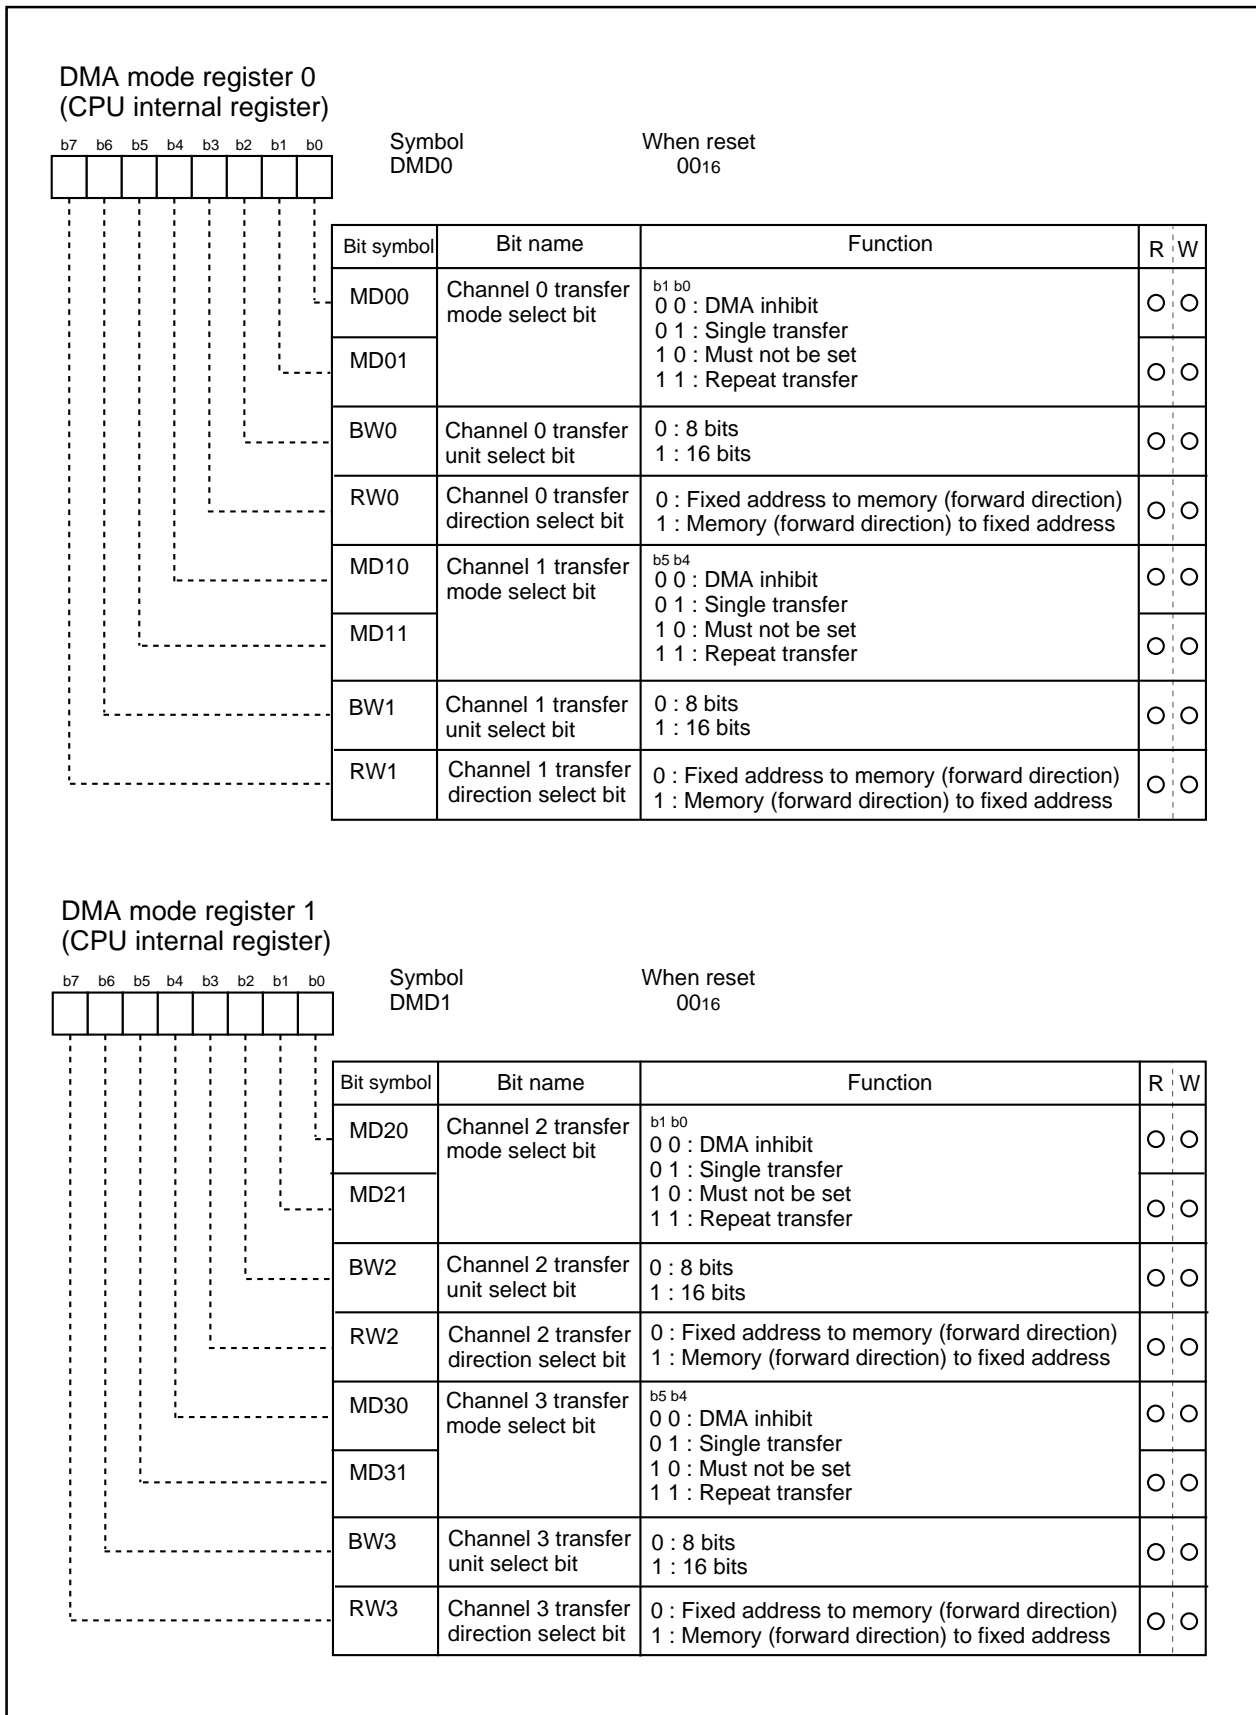 DMA mode register 0
(CPU internal register)
b7 b6 b5 b4 b3 b2 b1 b0
Symbol When reset
DMD0 0016
Bit symbol Bit name Function R W
MD00 Channel 0 transfer mode select bit
b1 b0
0 0 : DMA inhibit
0 1 : Single transfer
MD01
1 0 : Must not be set
1 1 : Repeat transfer
BW0 Channel 0 transfer unit select bit
0 : 8 bits
1 : 16 bits
RW0 Channel 0 transfer direction select bit
0 : Fixed address to memory (forward direction)
1 : Memory (forward direction) to fixed address
MD10 Channel 1 transfer mode select bit
b5 b4
0 0 : DMA inhibit
0 1 : Single transfer
MD11
1 0 : Must not be set
1 1 : Repeat transfer
BW1 Channel 1 transfer unit select bit
0 : 8 bits
1 : 16 bits
RW1 Channel 1 transfer direction select bit
0 : Fixed address to memory (forward direction)
1 : Memory (forward direction) to fixed address
DMA mode register 1
(CPU internal register)
b7 b6 b5 b4 b3 b2 b1 b0
Symbol When reset
DMD1 0016
Bit symbol Bit name Function R W
MD20 Channel 2 transfer mode select bit
b1 b0
0 0 : DMA inhibit
0 1 : Single transfer
MD21
1 0 : Must not be set
1 1 : Repeat transfer
BW2 Channel 2 transfer unit select bit
0 : 8 bits
1 : 16 bits
RW2 Channel 2 transfer direction select bit
0 : Fixed address to memory (forward direction)
1 : Memory (forward direction) to fixed address
MD30 Channel 3 transfer mode select bit
b5 b4
0 0 : DMA inhibit
0 1 : Single transfer
MD31
1 0 : Must not be set
1 1 : Repeat transfer
BW3 Channel 3 transfer unit select bit
0 : 8 bits
1 : 16 bits
RW3 Channel 3 transfer direction select bit
0 : Fixed address to memory (forward direction)
1 : Memory (forward direction) to fixed address